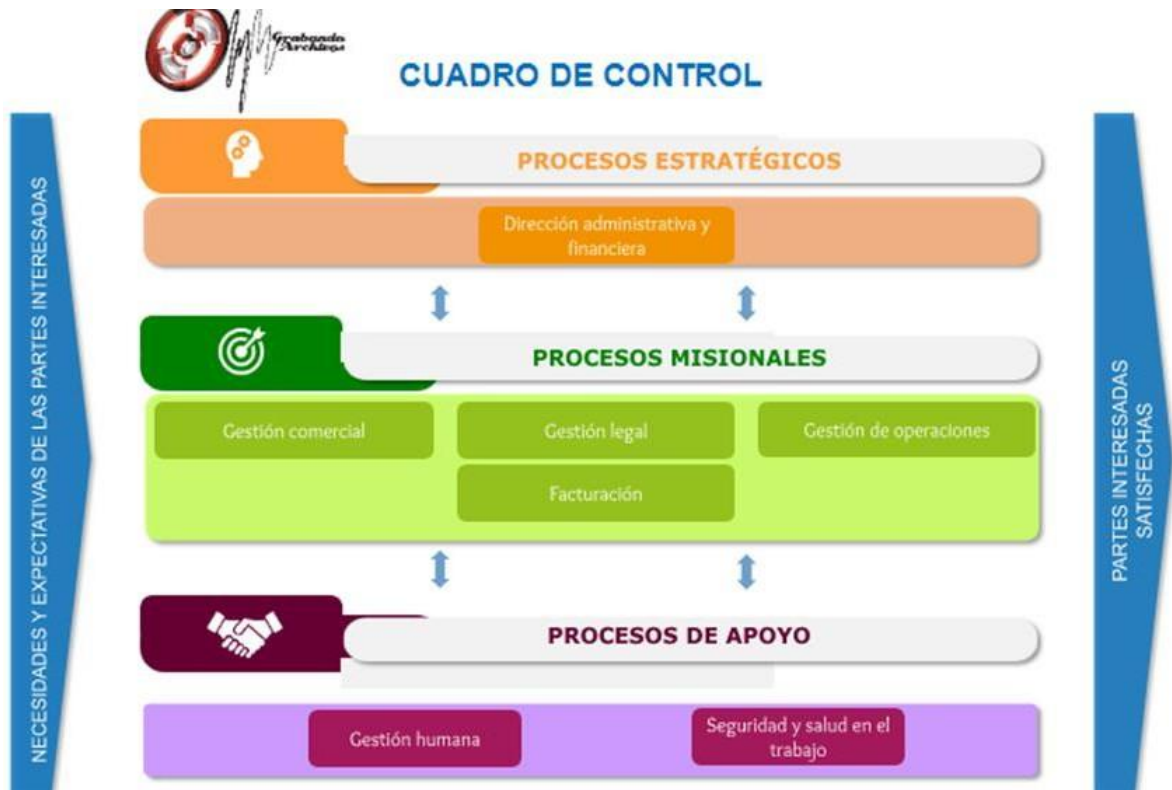 Grabando
Archivos
CUADRO DE CONTROL
NECESIDADES Y EXPECTATIVAS DE LAS PARTES INTERESADAS
PROCESOS ESTRATÉGICOS
Dirección administrativa y
financiera
PROCESOS MISIONALES
Gestión comercial
Gestión legal
Gestión de operaciones
Facturación
PROCESOS DE APOYO
Gestión humana
Seguridad y salud en el
trabajo
PARTES INTERESADAS
SATISFECHAS